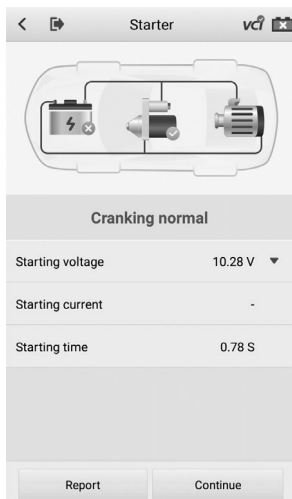 Starter
vci
Cranking normal
Starting voltage 10.28 V
Starting current -
Starting time 0.78 S
Report Continue